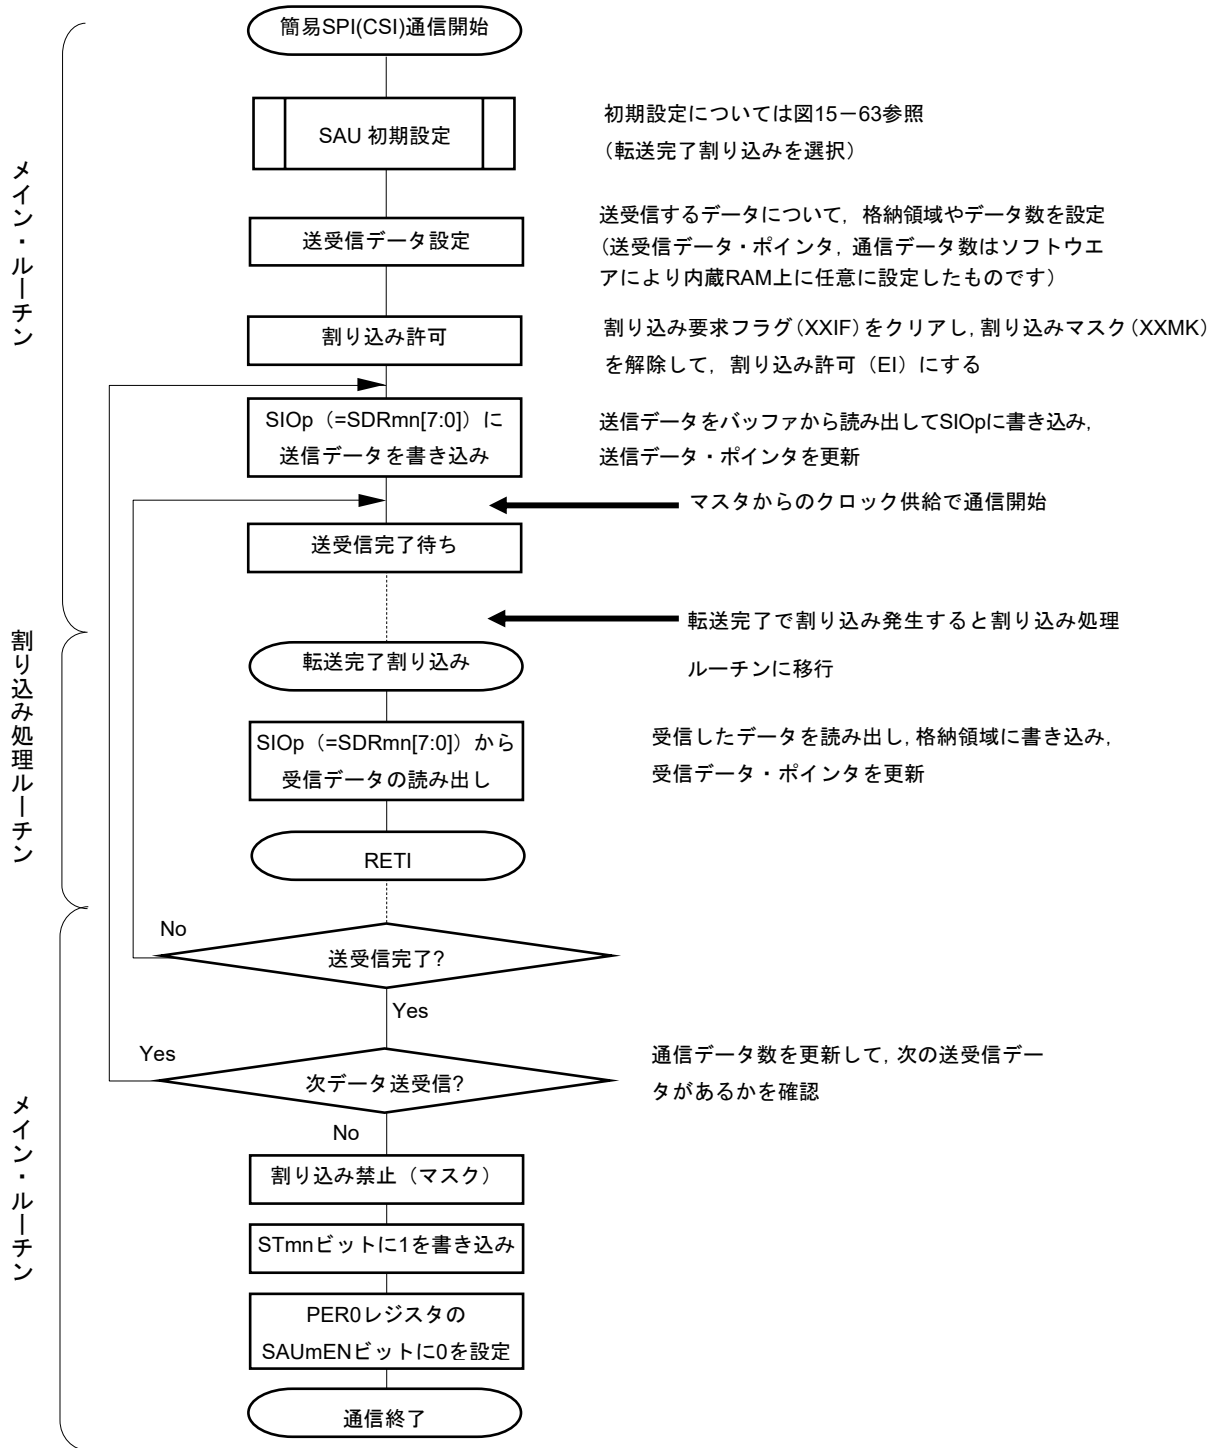 簡易SPI(CSI)通信開始
SAU 初期設定
初期設定については図15-63参照
(転送完了割り込みを選択)
送受信データ設定
送受信するデータについて, 格納領域やデータ数を設定
(送受信データ・ポインタ, 通信データ数はソフトウエ
アにより内蔵RAM上に任意に設定したものです)
メイン・ルーチン
割り込み許可
割り込み要求フラグ(XXIF)をクリアし, 割り込みマスク(XXMK)
を解除して, 割り込み許可 (EI) にする
SIOp (=SDRmn[7:0]) に
送信データを書き込み
送信データをバッファから読み出してSIOpに書き込み,
送信データ・ポインタを更新
マスタからのクロック供給で通信開始
送受信完了待ち
転送完了で割り込み発生すると割り込み処理
ルーチンに移行
転送完了割り込み
割り込み処理ルーチン
SIOp (=SDRmn[7:0]) から
受信データの読み出し
受信したデータを読み出し, 格納領域に書き込み,
受信データ・ポインタを更新
RETI
No
送受信完了?
Yes
Yes
次データ送受信?
通信データ数を更新して, 次の送受信デー
タがあるかを確認
No
メイン・ルーチン
割り込み禁止 (マスク)
STmnビットに1を書き込み
PER0レジスタの
SAUmENビットに0を設定
通信終了